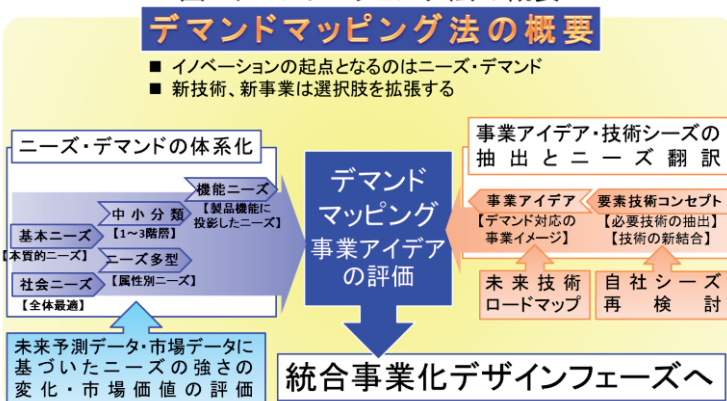 デマンドマッピング法の概要
■ イノベーションの起点となるのはニーズ・デマンド
■ 新技術、新事業は選択肢を拡張する
ニーズ・デマンドの体系化
機能ニーズ
【製品機能に
投影したニーズ】
中小分類
【1～3階層】
基本ニーズ
【本質的ニーズ】
ニーズ多型
【属性別ニーズ】
社会ニーズ
【全体最適】
未来予測データ・市場データに
基づいたニーズの強さの
変化・市場価値の評価
デマンド
マッピング
事業アイデア
の評価
事業アイデア・技術シーズの
抽出とニーズ翻訳
事業アイデア
【デマンド対応の
事業イメージ】
要素技術コンセプト
【必要技術の抽出】
【技術の新結合】
未来技術
ロードマップ
自社シーズ
再検討
統合事業化デザインフェーズへ